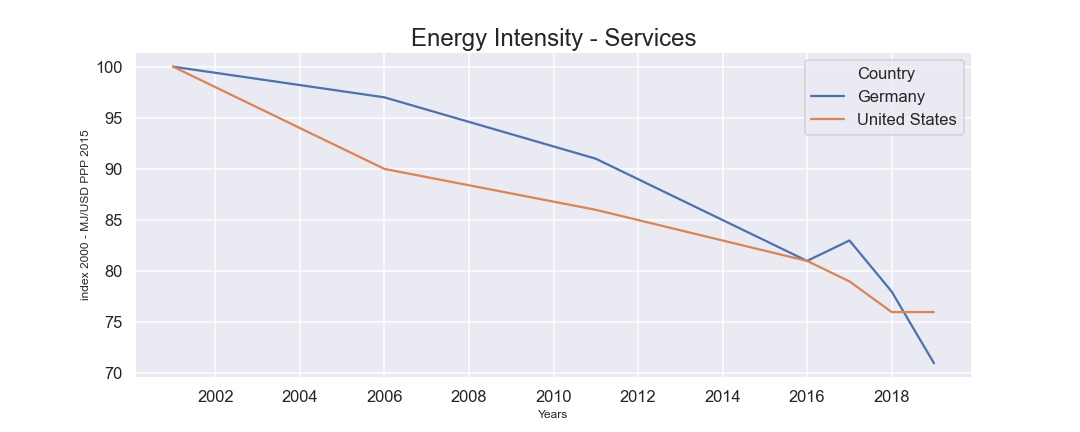 Energy Intensity - Services
index 2000 - MJ/USD PPP 2015
100
95
90
85
80
75
70
Country
Germany
United States
2002 2004 2006 2008 2010 2012 2014 2016 2018
Years